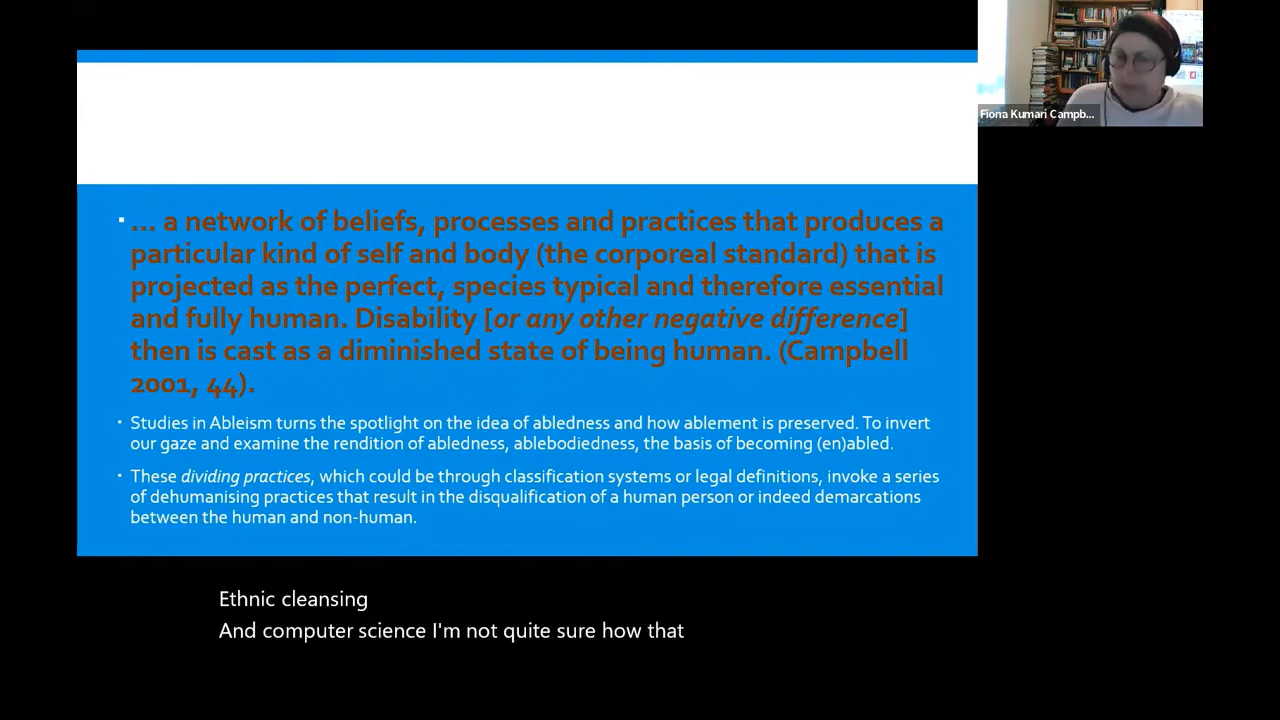 Fiona Kumari Campb...
▪ ... a network of beliefs, processes and practices that produces a
particular kind of self and body (the corporeal standard) that is
projected as the perfect, species typical and therefore essential
and fully human. Disability [or any other negative difference]
then is cast as a diminished state of being human. (Campbell
2001, 44).
▪ Studies in Ableism turns the spotlight on the idea of abledness and how ablement is preserved. To invert
our gaze and examine the rendition of abledness, ablebodiedness, the basis of becoming (en)abled.
▪ These dividing practices, which could be through classification systems or legal definitions, invoke a series
of dehumanising practices that result in the disqualification of a human person or indeed demarcations
between the human and non-human.
Ethnic cleansing
And computer science I'm not quite sure how that